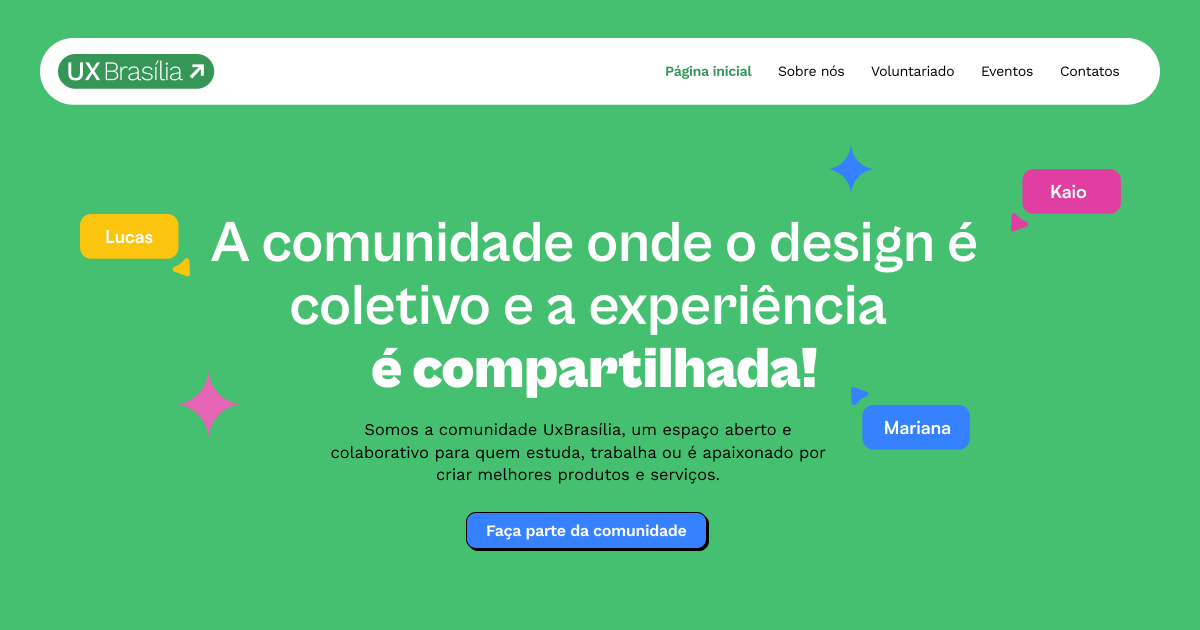 UX Brasília
Página inicial
Sobre nós
Voluntariado
Eventos
Contatos
Kaio
Lucas
A comunidade onde o design é
coletivo e a experiência
é compartilhada!
Mariana
Somos a comunidade UxBrasília, um espaço aberto e
colaborativo para quem estuda, trabalha ou é apaixonado por
criar melhores produtos e serviços.
Faça parte da comunidade